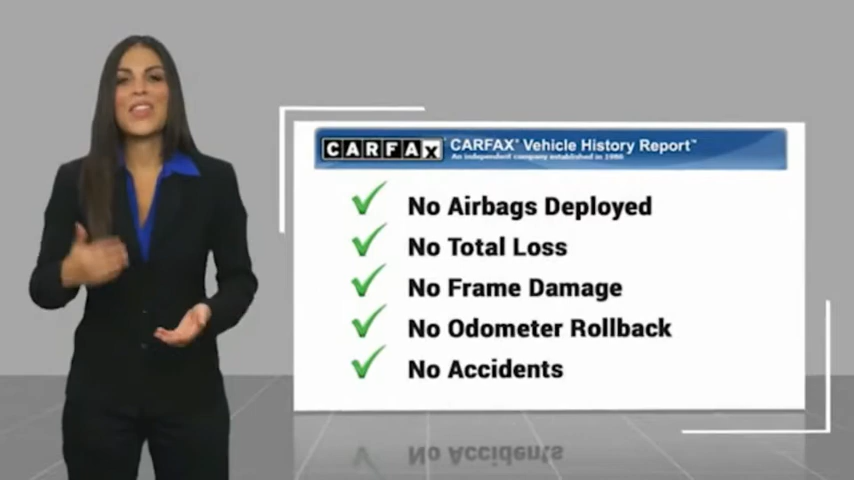 CARFAX CARFAX® Vehicle History Report™
An independent company established in 1986
No Airbags Deployed
No Total Loss
No Frame Damage
No Odometer Rollback
No Accidents
No Accidents